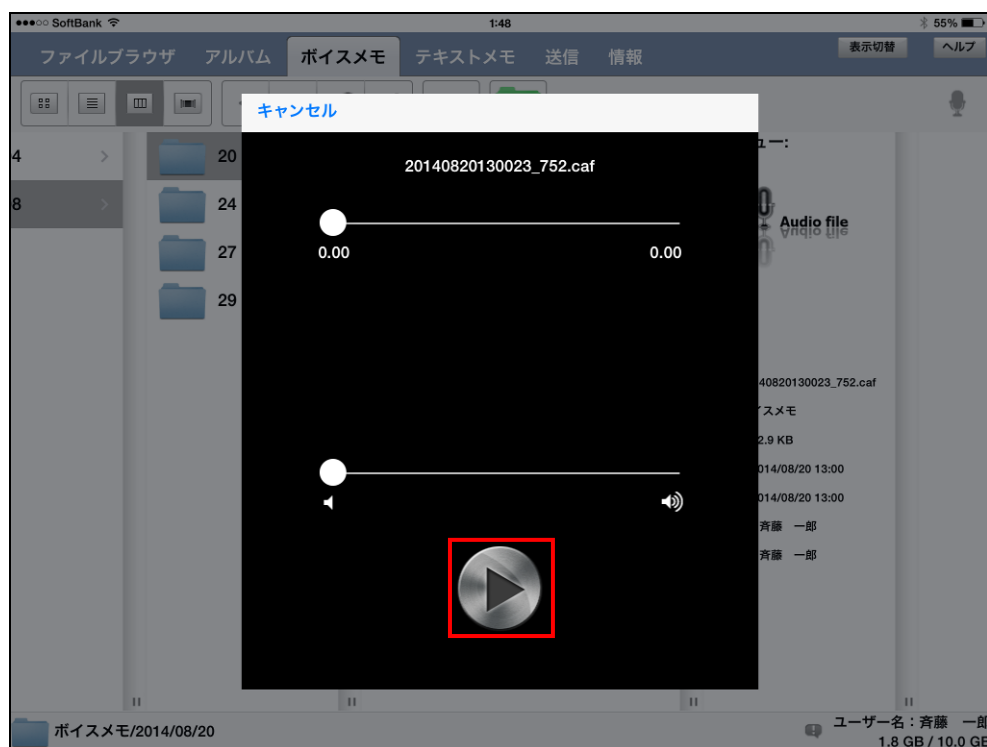 SoftBank 1:48 55%
ファイルブラウザ アルバム ボイスメモ テキストメモ 送信 情報 表示切替 ヘルプ
キャンセル
20140820130023_752.caf
0.00 0.00
4
8
20
24
27
29
ュー:
Audio file
40820130023_752.caf
イスメモ
2.9 KB
014/08/20 13:00
014/08/20 13:00
斉藤 一郎
斉藤 一郎
ボイスメモ/2014/08/20
ユーザー名：斉藤 一郎
1.8 GB / 10.0 GB